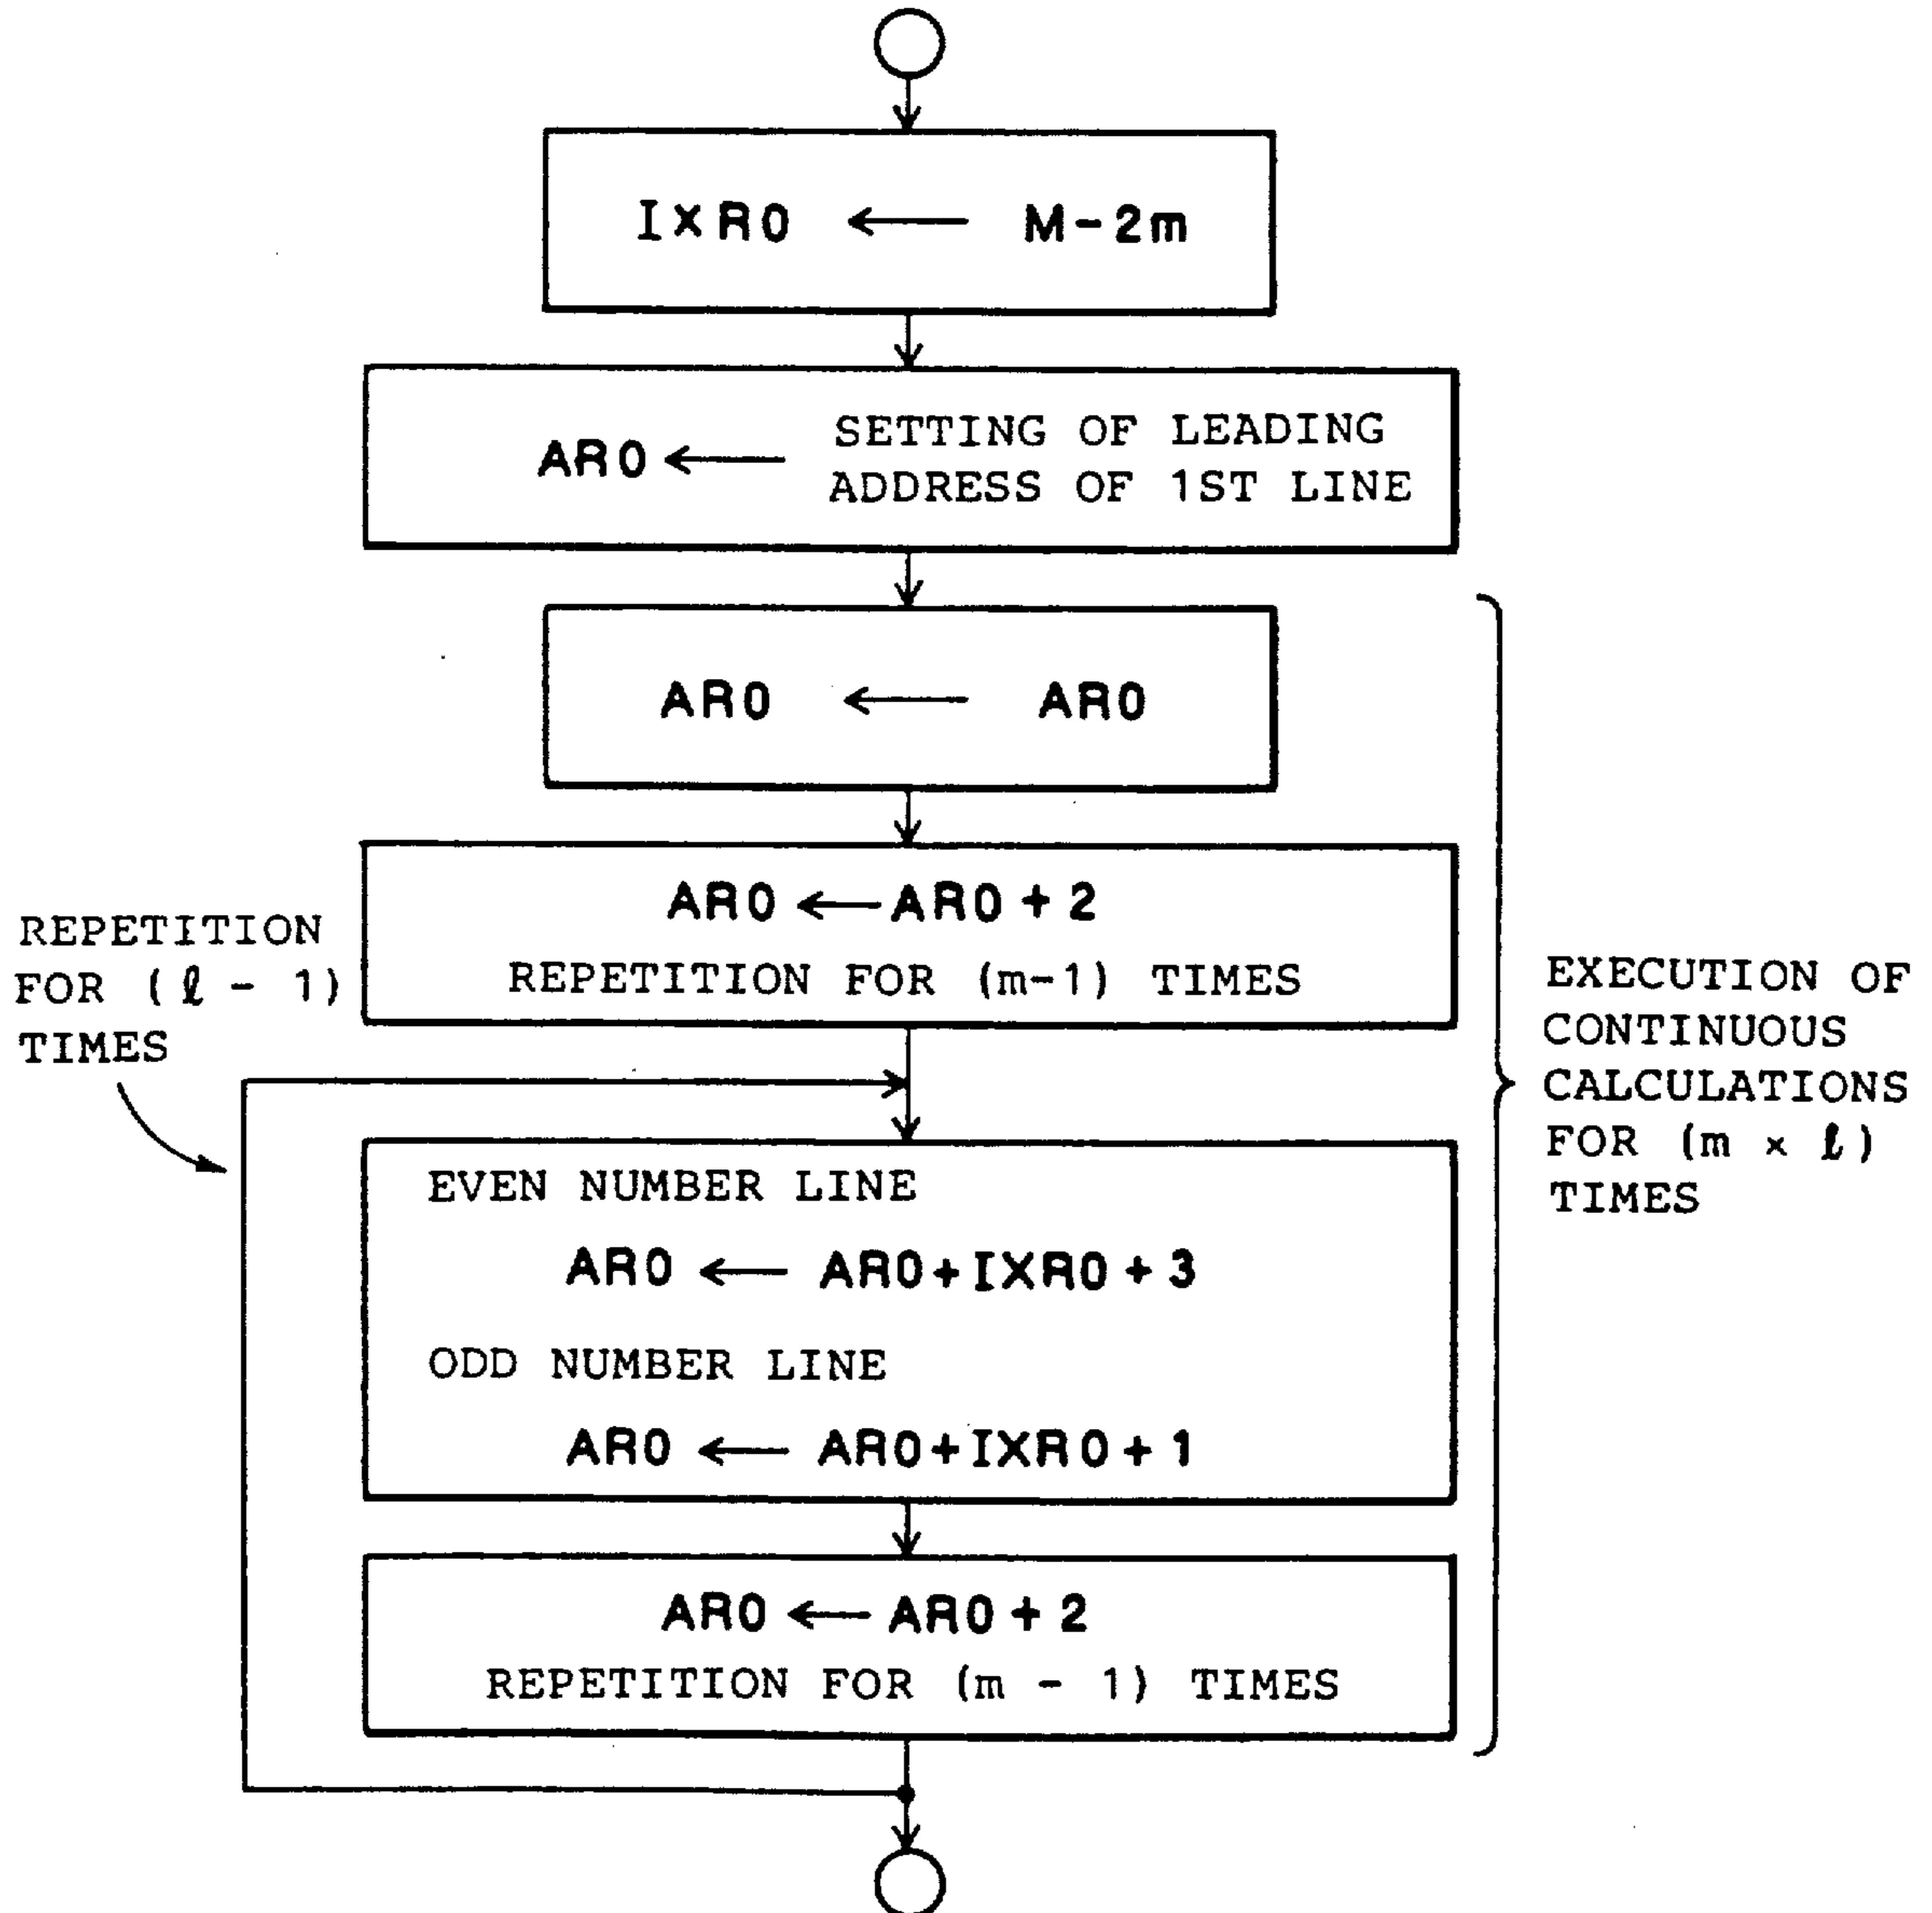 IXR0 ← M-2m
AR0 ← SETTING OF LEADING
ADDRESS OF 1ST LINE
AR0 ← AR0
AR0 ← AR0 + 2
REPETITION FOR (m-1) TIMES
REPETITION
FOR (ℓ - 1)
TIMES
EVEN NUMBER LINE
AR0 ← AR0+IXR0 + 3
ODD NUMBER LINE
AR0 ← AR0+IXR0 + 1
AR0 ← AR0 + 2
REPETITION FOR (m - 1) TIMES
EXECUTION OF
CONTINUOUS
CALCULATIONS
FOR (m × ℓ)
TIMES